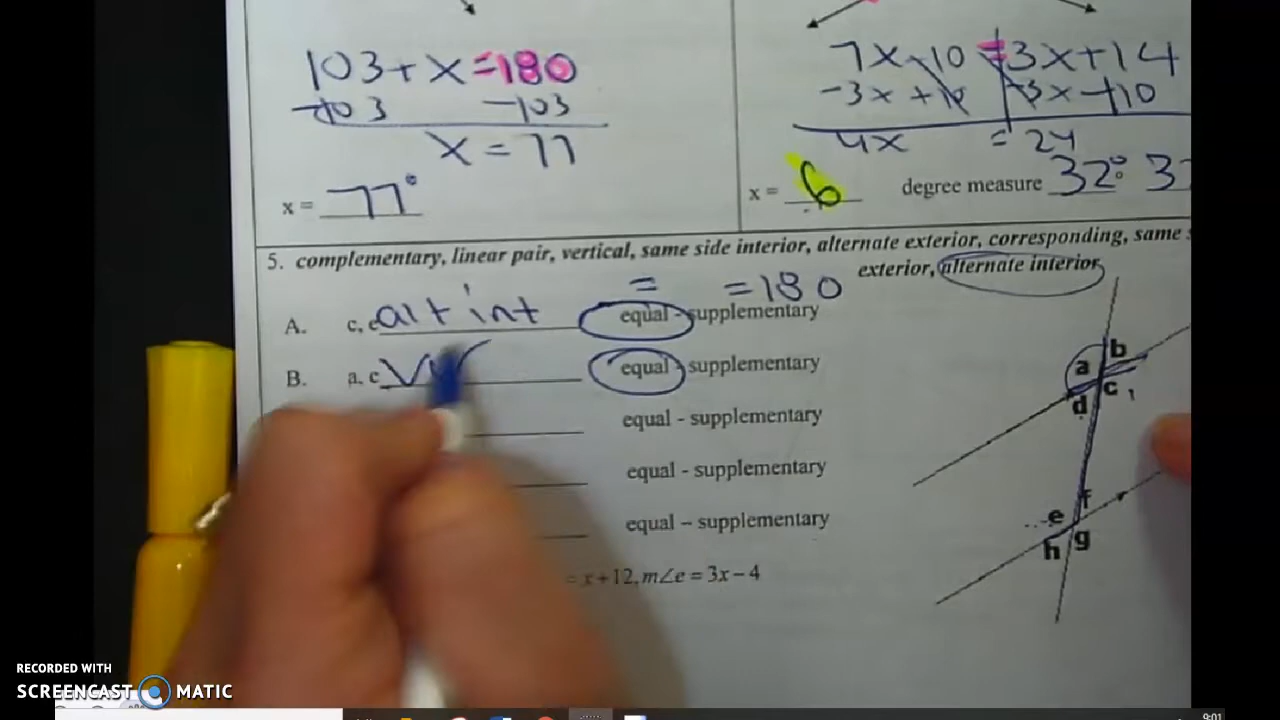 103 + x = 180
-103 -103
x = 77
x = 77°
7x - 10 = 3x + 14
-3x + 10 -3x + 10
4x = 24
x = 6 degree measure 32°
5. complementary, linear pair, vertical, same side interior, alternate exterior, corresponding, same
exterior, alternate interior
= = 180
A. c, e alt int equal - supplementary
B. a, c equal - supplementary
equal - supplementary
equal - supplementary
equal – supplementary
= x + 12, m∠e = 3x – 4
a b
d c
e f
h g
RECORDED WITH
SCREENCAST MATIC
9:01